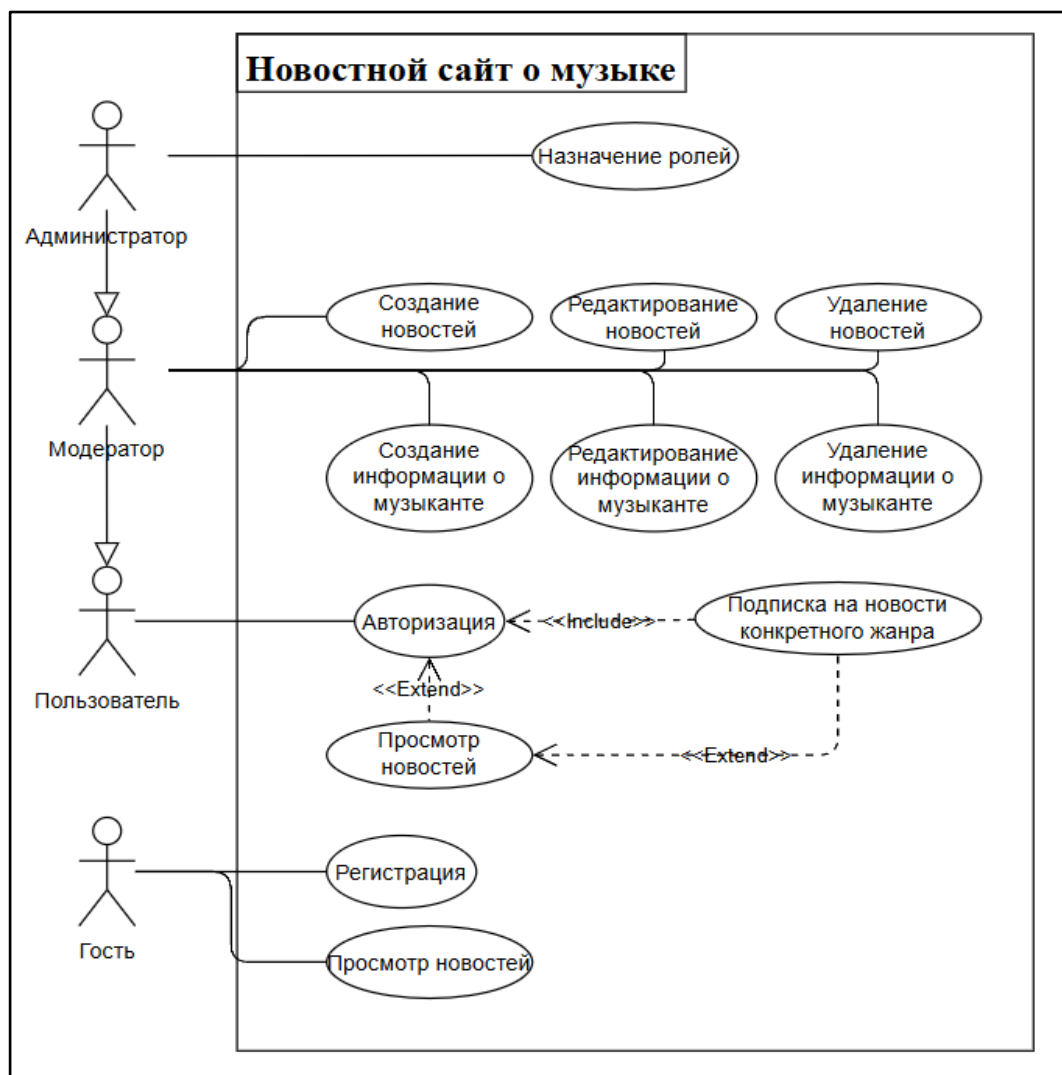 Новостной сайт о музыке
Назначение ролей
Администратор
Создание
новостей
Редактирование
новостей
Удаление
новостей
Модератор
Создание
информации о
музыканте
Редактирование
информации о
музыканте
Удаление
информации о
музыканте
Авторизация
<<Include>>
Подписка на новости
конкретного жанра
Пользователь
<<Extend>>
Просмотр
новостей
<<Extend>>
Регистрация
Гость
Просмотр новостей